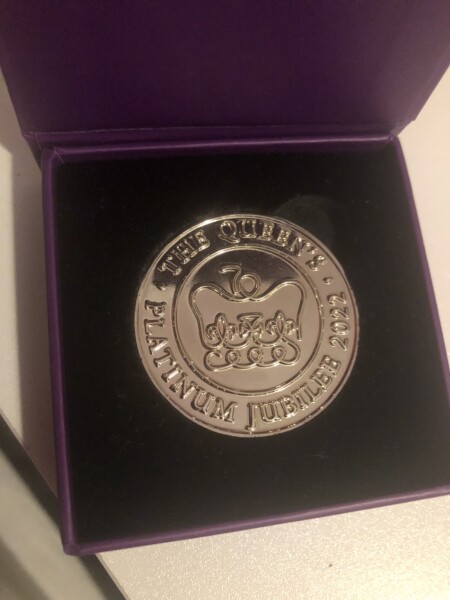 · THE QUEEN'S ·
PLATINUM JUBILEE 2022
70